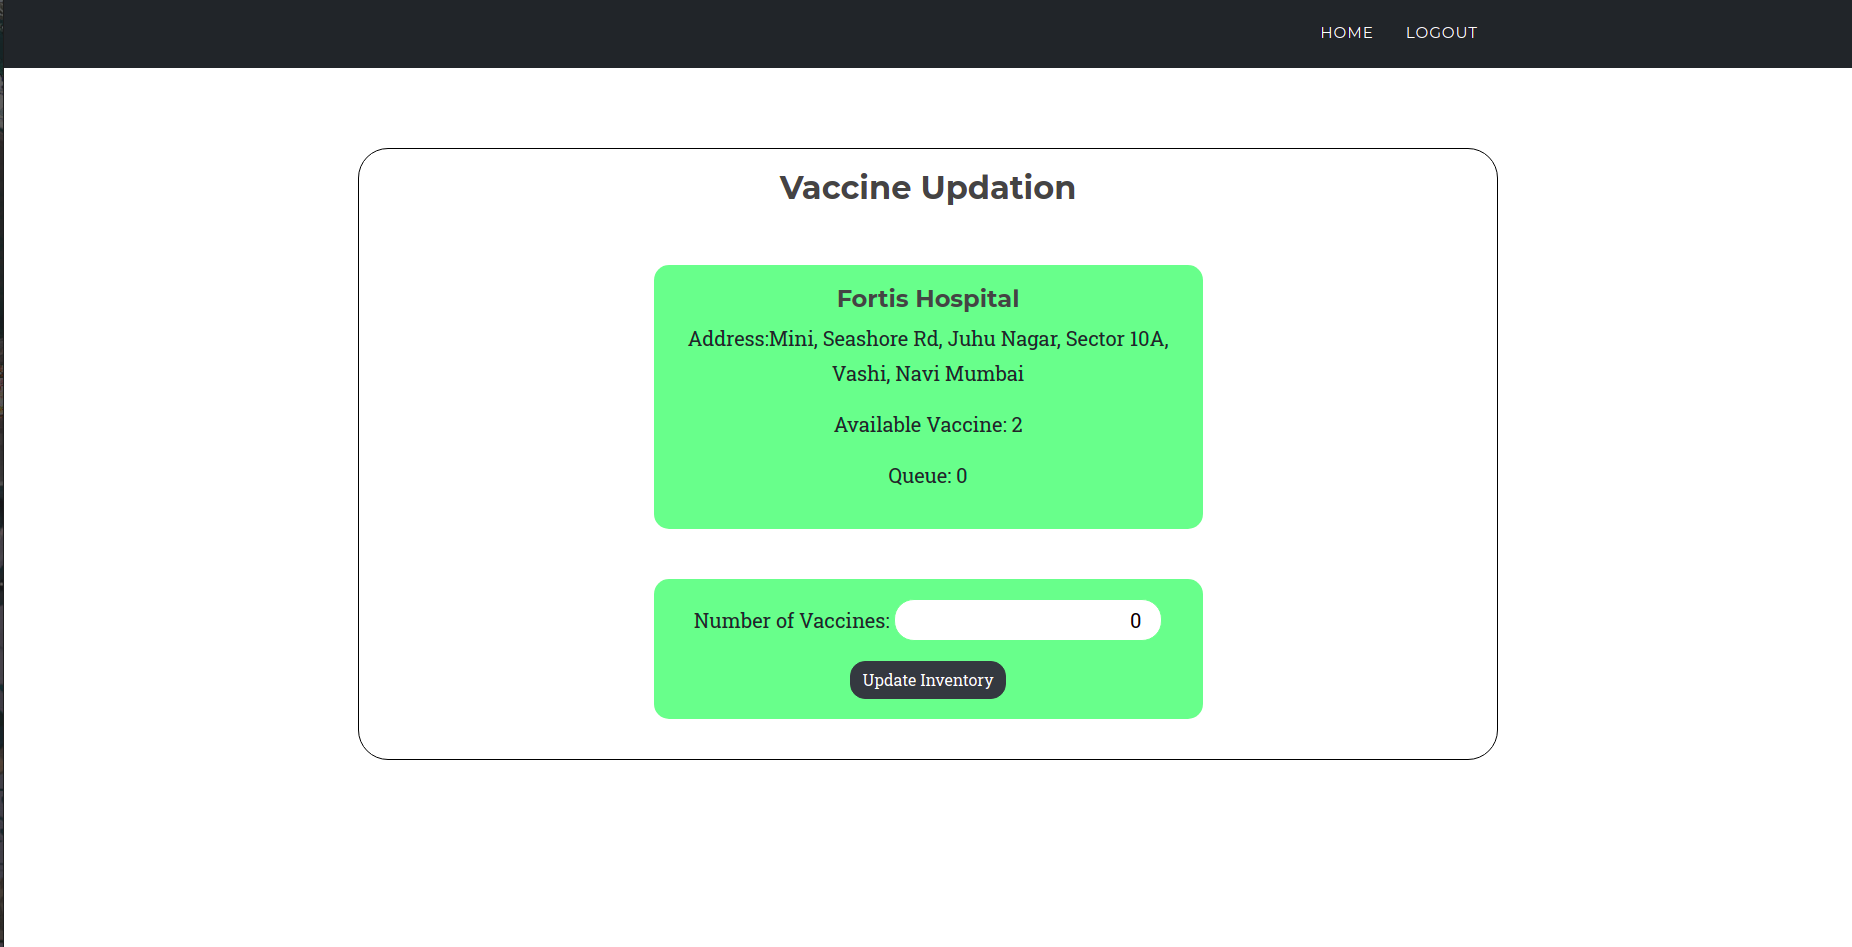 HOME LOGOUT
Vaccine Updation
Fortis Hospital
Address:Mini, Seashore Rd, Juhu Nagar, Sector 10A,
Vashi, Navi Mumbai
Available Vaccine: 2
Queue: 0
Number of Vaccines: 0
Update Inventory